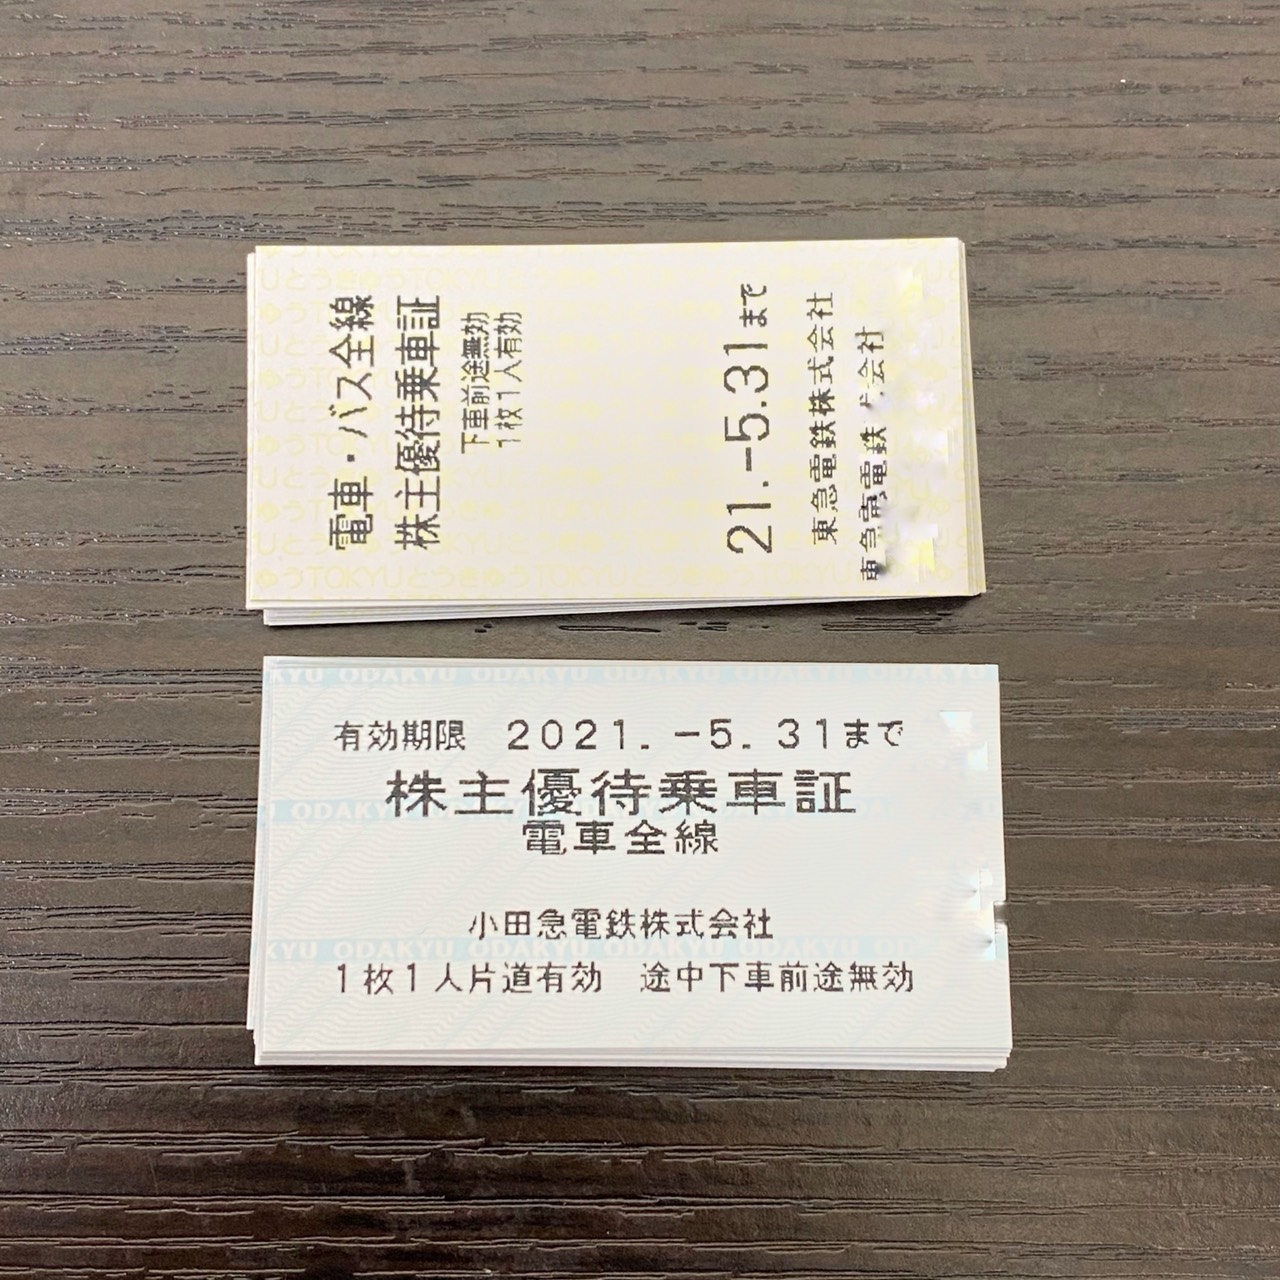 電車・バス全線
株主優待乗車証
下車前途無効
1枚1人有効
21.-5.31まで
東急電鉄株式会社
有効期限 2021.-5.31まで
株主優待乗車証
電車全線
小田急電鉄株式会社
1枚1人片道有効 途中下車前途無効